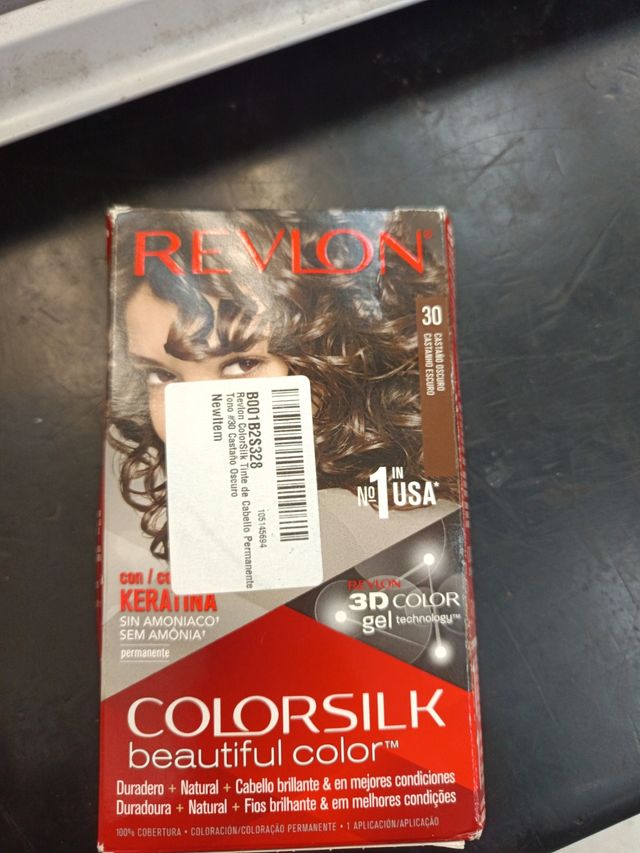 REVLON®
30
CASTAÑO OSCURO
CASTANHO ESCURO
B001B2S328
Revlon ColorSilk Tinte de Cabello Permanente
Tono #30 Castaño Oscuro
NewItem
105145694
Nº1 IN USA*
con / co
KERATINA
SIN AMONIACO†
SEM AMÔNIA†
permanente
REVLON
3D COLOR
gel technology™
COLORSILK
beautiful color™
Duradero + Natural + Cabello brillante & en mejores condiciones
Duradoura + Natural + Fios brilhante & em melhores condições
100% COBERTURA • COLORACIÓN/COLORAÇÃO PERMANENTE • 1 APLICACIÓN/APLICAÇÃO